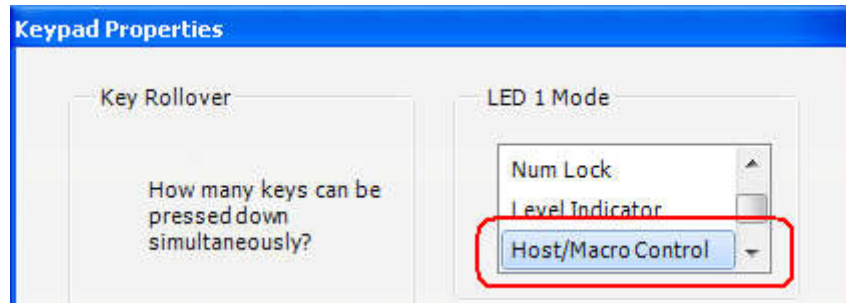 Keypad Properties
Key Rollover
How many keys can be
pressed down
simultaneously?
LED 1 Mode
Num Lock
Level Indicator
Host/Macro Control